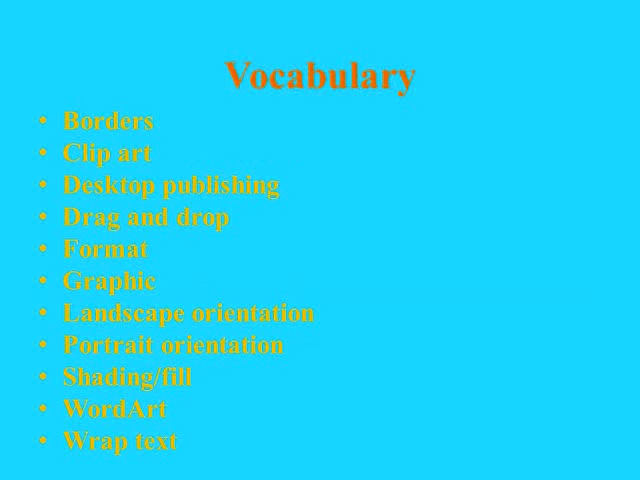 Vocabulary
• Borders
• Clip art
• Desktop publishing
• Drag and drop
• Format
• Graphic
• Landscape orientation
• Portrait orientation
• Shading/fill
• WordArt
• Wrap text